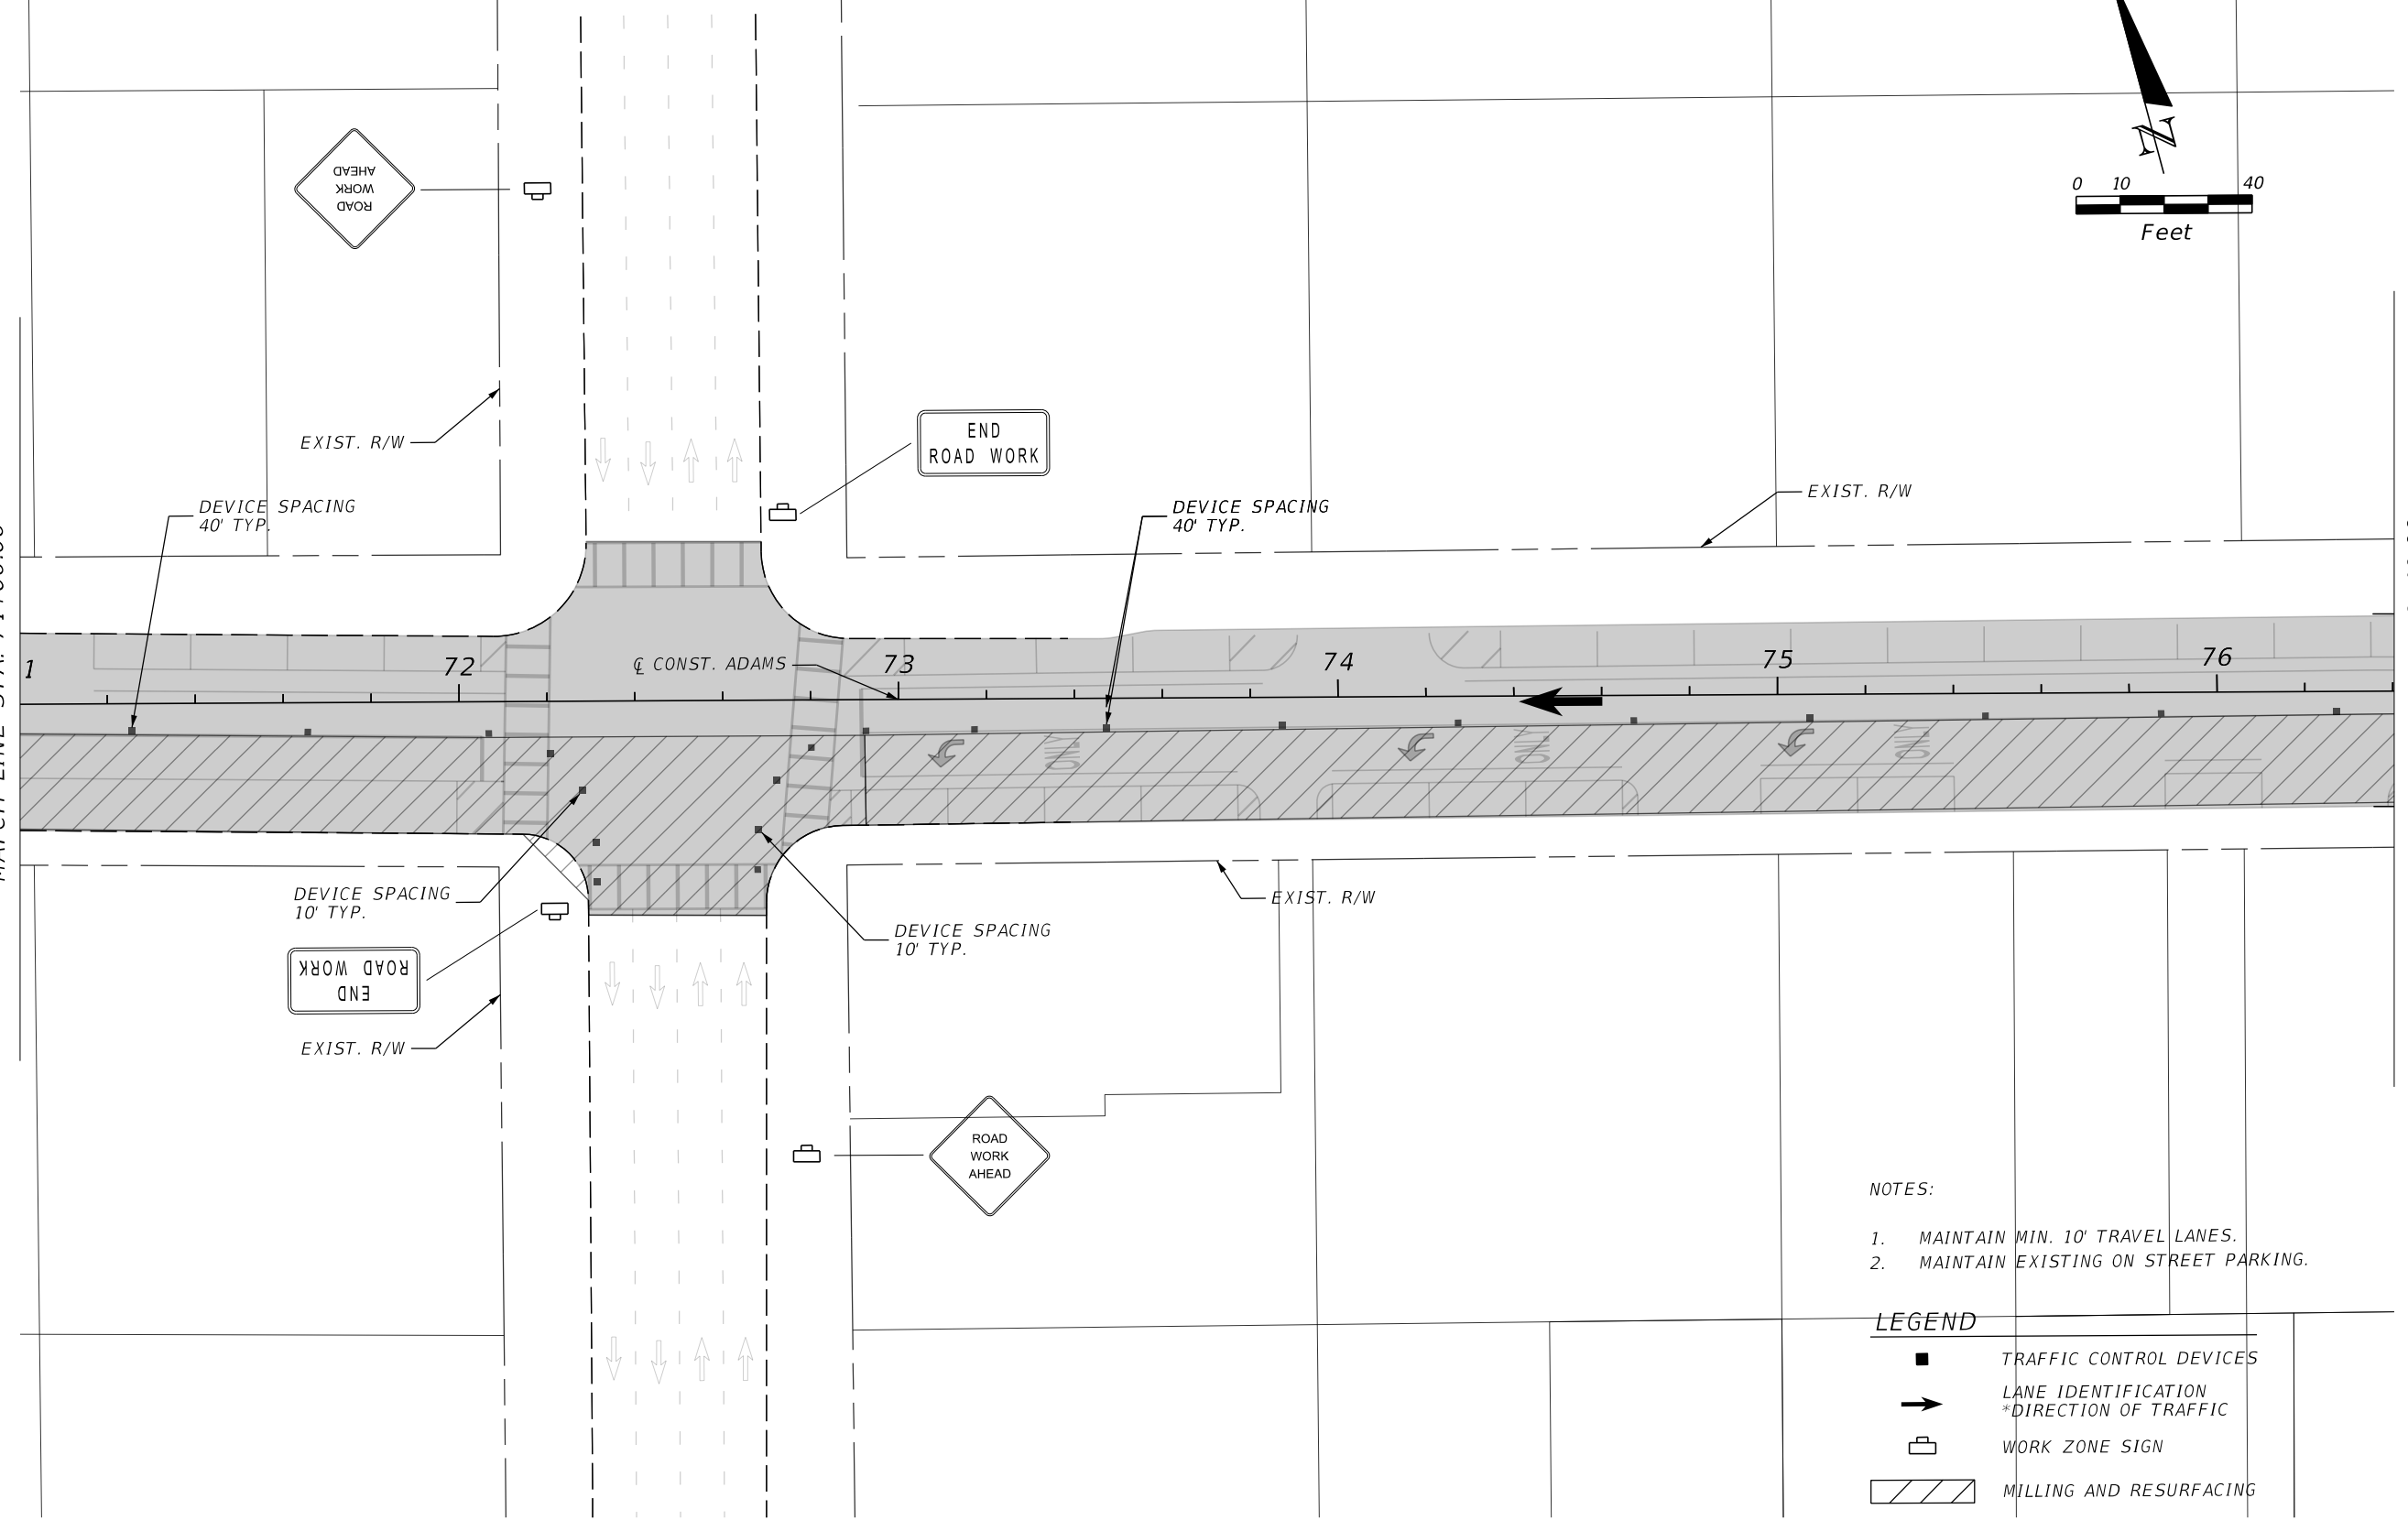 N
0 10 40
Feet
AHEAD
WORK
ROAD
END
ROAD WORK
EXIST. R/W
EXIST. R/W
DEVICE SPACING
40' TYP.
DEVICE SPACING
40' TYP.
1 72 73 74 75 76
℄ CONST. ADAMS
ONLY ONLY ONLY
DEVICE SPACING
10' TYP.
EXIST. R/W
DEVICE SPACING
10' TYP.
ROAD WORK
END
EXIST. R/W
ROAD
WORK
AHEAD
NOTES:
1. MAINTAIN MIN. 10' TRAVEL LANES.
2. MAINTAIN EXISTING ON STREET PARKING.
LEGEND
TRAFFIC CONTROL DEVICES
LANE IDENTIFICATION
*DIRECTION OF TRAFFIC
WORK ZONE SIGN
MILLING AND RESURFACING